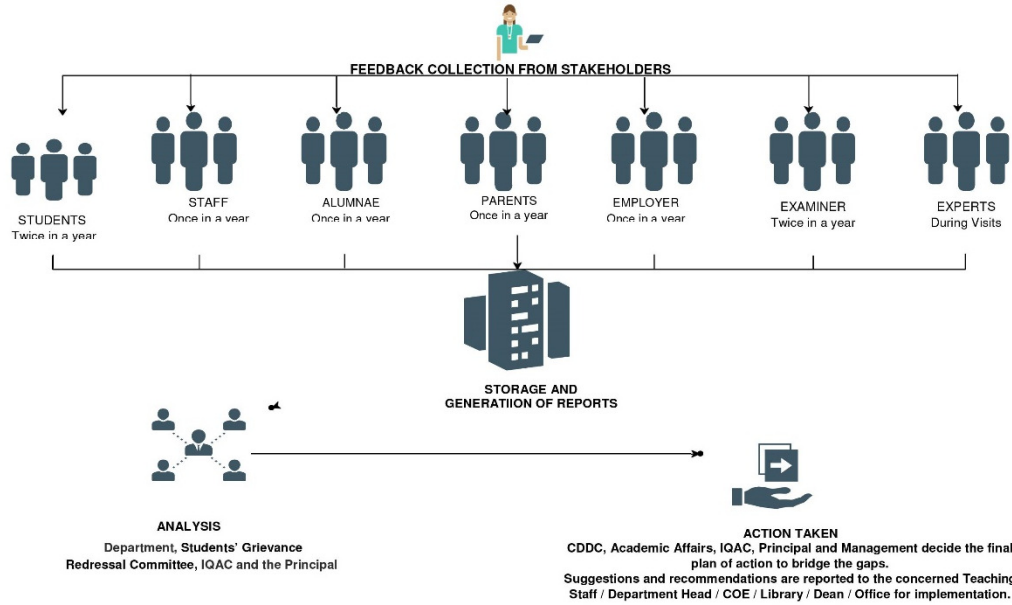 FEEDBACK COLLECTION FROM STAKEHOLDERS
STUDENTS
Twice in a year
STAFF
Once in a year
ALUMNAE
Once in a year
PARENTS
Once in a year
EMPLOYER
Once in a year
EXAMINER
Twice in a year
EXPERTS
During Visits
STORAGE AND
GENERATIION OF REPORTS
ANALYSIS
Department, Students' Grievance
Redressal Committee, IQAC and the Principal
ACTION TAKEN
CDDC, Academic Affairs, IQAC, Principal and Management decide the final
plan of action to bridge the gaps.
Suggestions and recommendations are reported to the concerned Teaching
Staff / Department Head / COE / Library / Dean / Office for implementation.